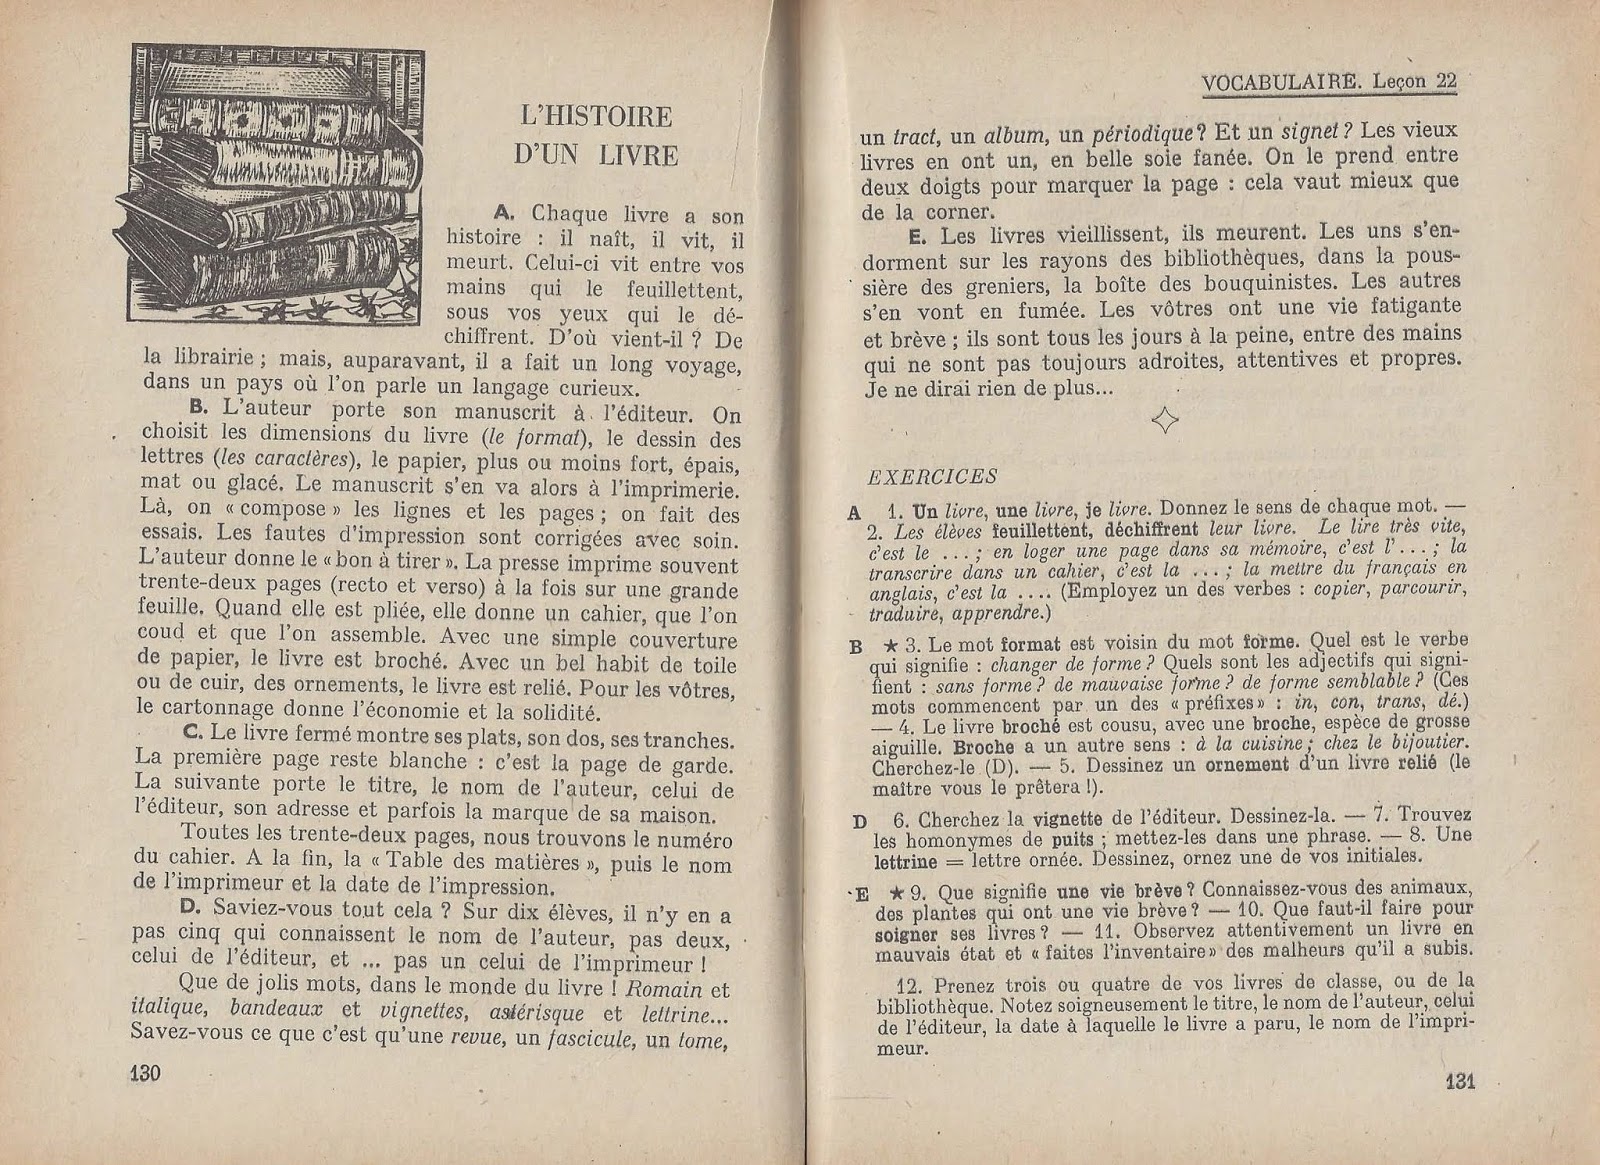 L'HISTOIRE
D'UN LIVRE
A. Chaque livre a son
histoire : il naît, il vit, il
meurt. Celui-ci vit entre vos
mains qui le feuillettent,
sous vos yeux qui le dé-
chiffrent. D'où vient-il ? De
la librairie ; mais, auparavant, il a fait un long voyage,
dans un pays où l'on parle un langage curieux.
B. L'auteur porte son manuscrit à l'éditeur. On
choisit les dimensions du livre (le format), le dessin des
lettres (les caractères), le papier, plus ou moins fort, épais,
mat ou glacé. Le manuscrit s'en va alors à l'imprimerie.
Là, on « compose » les lignes et les pages ; on fait des
essais. Les fautes d'impression sont corrigées avec soin.
L'auteur donne le « bon à tirer ». La presse imprime souvent
trente-deux pages (recto et verso) à la fois sur une grande
feuille. Quand elle est pliée, elle donne un cahier, que l'on
coud et que l'on assemble. Avec une simple couverture
de papier, le livre est broché. Avec un bel habit de toile
ou de cuir, des ornements, le livre est relié. Pour les vôtres,
le cartonnage donne l'économie et la solidité.
C. Le livre fermé montre ses plats, son dos, ses tranches.
La première page reste blanche : c'est la page de garde.
La suivante porte le titre, le nom de l'auteur, celui de
l'éditeur, son adresse et parfois la marque de sa maison.
Toutes les trente-deux pages, nous trouvons le numéro
du cahier. A la fin, la « Table des matières », puis le nom
de l'imprimeur et la date de l'impression.
D. Saviez-vous tout cela ? Sur dix élèves, il n'y en a
pas cinq qui connaissent le nom de l'auteur, pas deux,
celui de l'éditeur, et ... pas un celui de l'imprimeur !
Que de jolis mots, dans le monde du livre ! Romain et
italique, bandeaux et vignettes, astérisque et lettrine...
Savez-vous ce que c'est qu'une revue, un fascicule, un tome,
130
VOCABULAIRE. Leçon 22
un tract, un album, un périodique ? Et un signet ? Les vieux
livres en ont un, en belle soie fanée. On le prend entre
deux doigts pour marquer la page : cela vaut mieux que
de la corner.
E. Les livres vieillissent, ils meurent. Les uns s'en-
dorment sur les rayons des bibliothèques, dans la pous-
sière des greniers, la boîte des bouquinistes. Les autres
s'en vont en fumée. Les vôtres ont une vie fatigante
et brève ; ils sont tous les jours à la peine, entre des mains
qui ne sont pas toujours adroites, attentives et propres.
Je ne dirai rien de plus...
EXERCICES
A 1. Un livre, une livre, je livre. Donnez le sens de chaque mot. —
2. Les élèves feuillettent, déchiffrent leur livre. Le lire très vite,
c'est le ...; en loger une page dans sa mémoire, c'est l'...; la
transcrire dans un cahier, c'est la ...; la mettre du français en
anglais, c'est la .... (Employez un des verbes : copier, parcourir,
traduire, apprendre.)
B ★ 3. Le mot format est voisin du mot forme. Quel est le verbe
qui signifie : changer de forme ? Quels sont les adjectifs qui signi-
fient : sans forme ? de mauvaise forme ? de forme semblable ? (Ces
mots commencent par un des « préfixes » : in, con, trans, dé.)
— 4. Le livre broché est cousu, avec une broche, espèce de grosse
aiguille. Broche a un autre sens : à la cuisine ; chez le bijoutier.
Cherchez-le (D). — 5. Dessinez un ornement d'un livre relié (le
maître vous le prêtera !).
D 6. Cherchez la vignette de l'éditeur. Dessinez-la. — 7. Trouvez
les homonymes de puits ; mettez-les dans une phrase. — 8. Une
lettrine = lettre ornée. Dessinez, ornez une de vos initiales.
E ★ 9. Que signifie une vie brève ? Connaissez-vous des animaux,
des plantes qui ont une vie brève ? — 10. Que faut-il faire pour
soigner ses livres ? — 11. Observez attentivement un livre en
mauvais état et « faites l'inventaire » des malheurs qu'il a subis.
12. Prenez trois ou quatre de vos livres de classe, ou de la
bibliothèque. Notez soigneusement le titre, le nom de l'auteur, celui
de l'éditeur, la date à laquelle le livre a paru, le nom de l'impri-
meur.
131